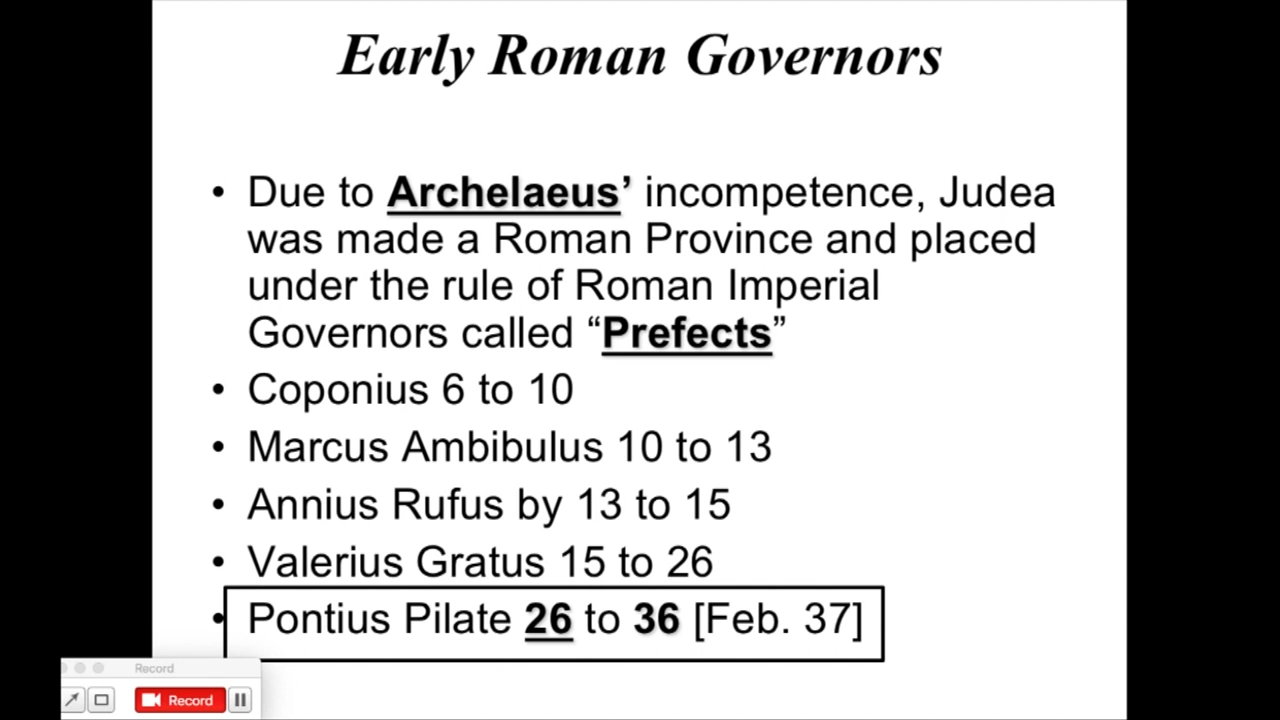 Early Roman Governors
• Due to Archelaeus’ incompetence, Judea
was made a Roman Province and placed
under the rule of Roman Imperial
Governors called “Prefects”
• Coponius 6 to 10
• Marcus Ambibulus 10 to 13
• Annius Rufus by 13 to 15
• Valerius Gratus 15 to 26
• Pontius Pilate 26 to 36 [Feb. 37]
Record
Record